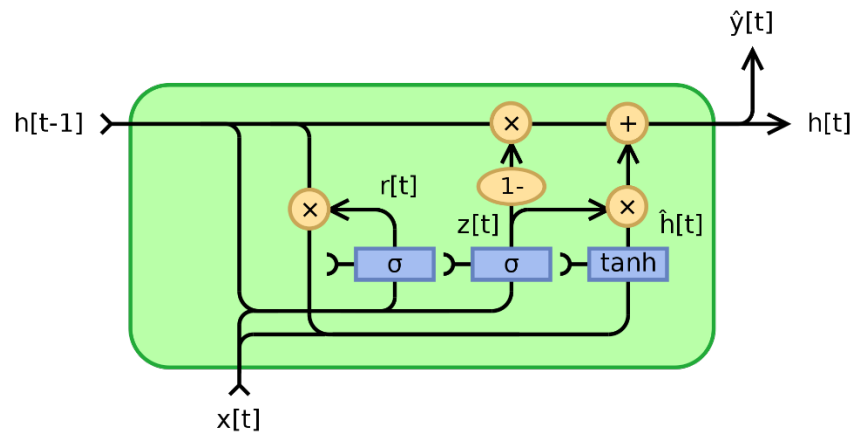 ŷ[t]
h[t-1]
×
+
h[t]
1-
r[t]
×
z[t]
×
ĥ[t]
σ
σ
tanh
x[t]